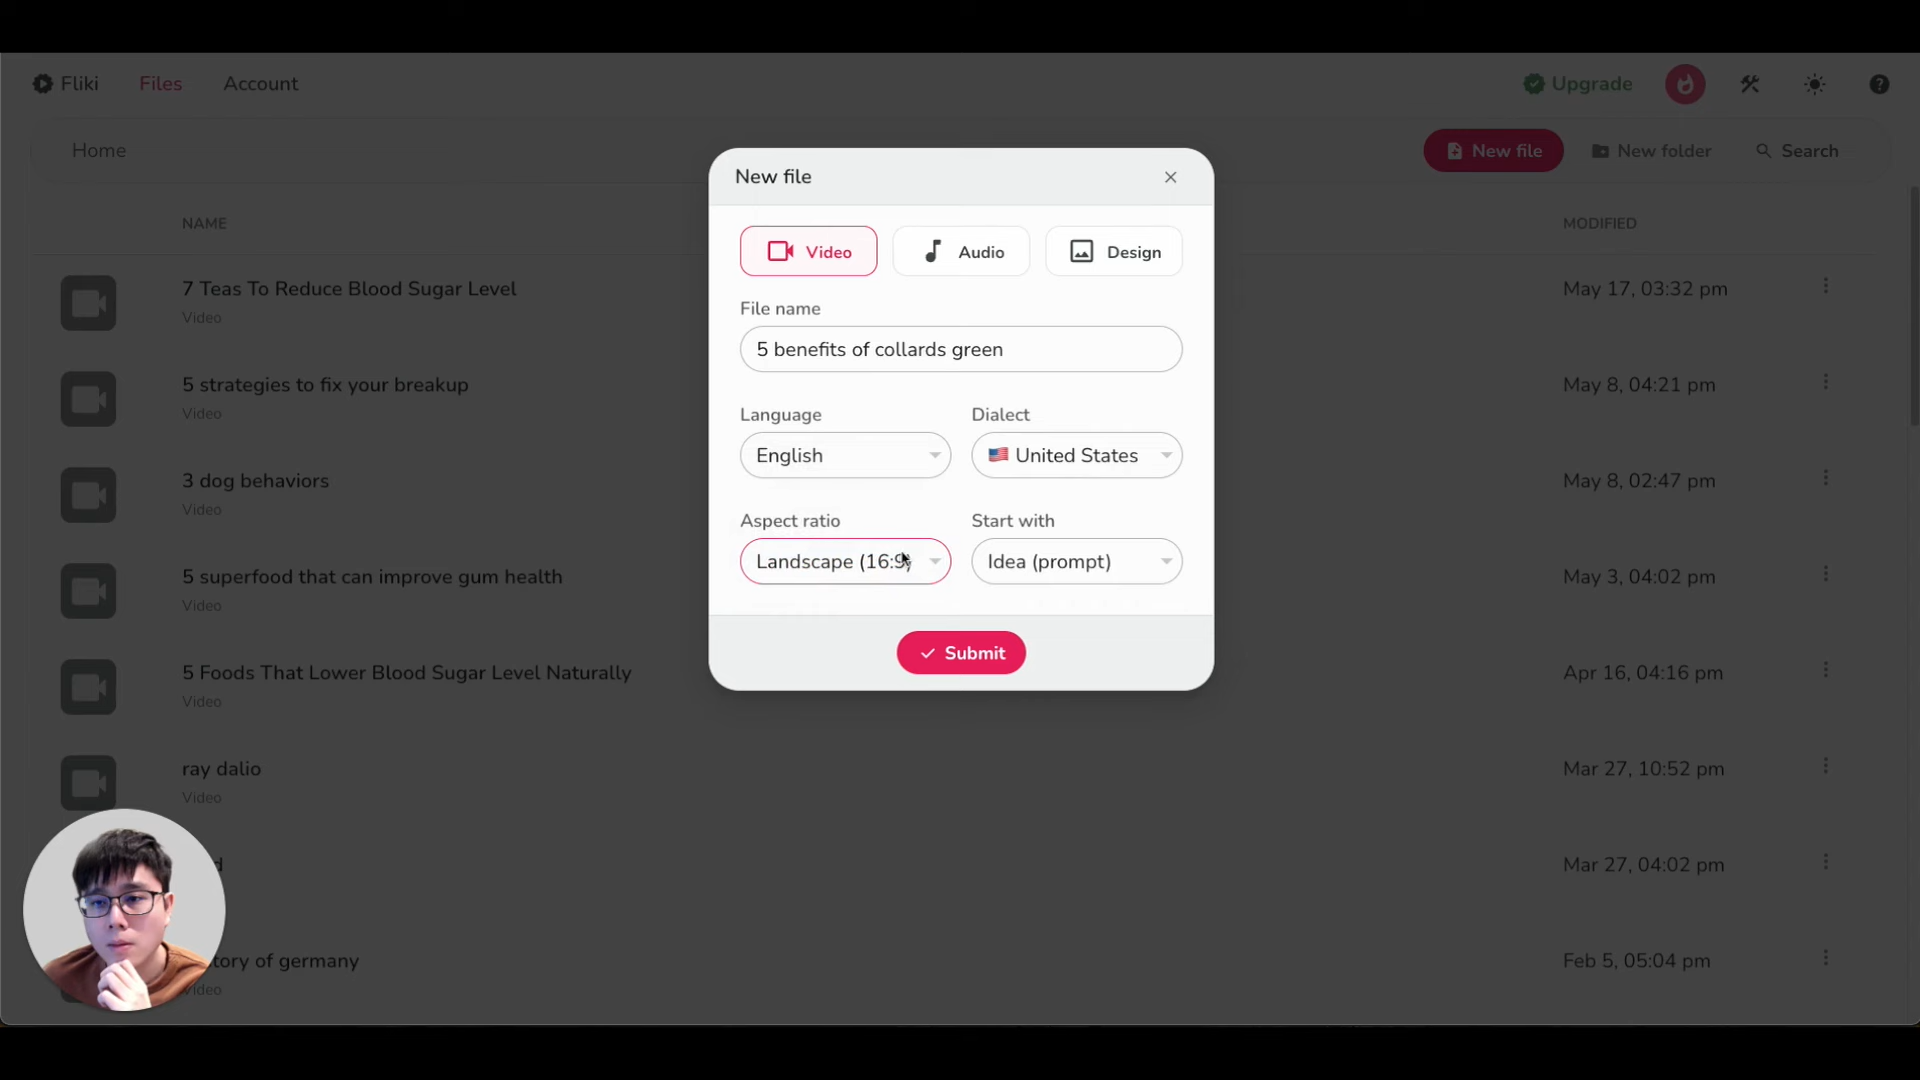 Fliki Files Account Upgrade
Home New file New folder Search
NAME MODIFIED
7 Teas To Reduce Blood Sugar Level May 17, 03:32 pm
Video
5 strategies to fix your breakup May 8, 04:21 pm
Video
3 dog behaviors May 8, 02:47 pm
Video
5 superfood that can improve gum health May 3, 04:02 pm
Video
5 Foods That Lower Blood Sugar Level Naturally Apr 16, 04:16 pm
Video
ray dalio Mar 27, 10:52 pm
Video
Mar 27, 04:02 pm
of germany Feb 5, 05:04 pm
New file
Video Audio Design
File name
5 benefits of collards green
Language Dialect
English United States
Aspect ratio Start with
Landscape (16:9) Idea (prompt)
Submit